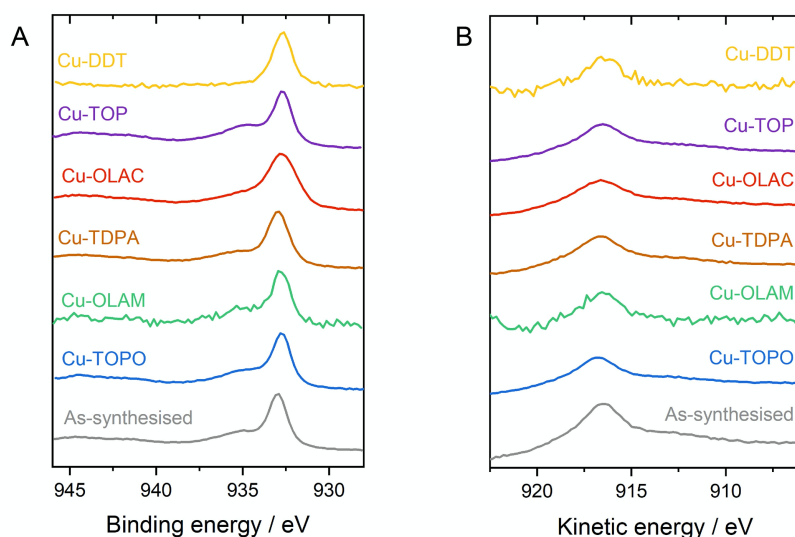 A
Cu-DDT
Cu-TOP
Cu-OLAC
Cu-TDPA
Cu-OLAM
Cu-TOPO
As-synthesised
945 940 935 930
Binding energy / eV
B
Cu-DDT
Cu-TOP
Cu-OLAC
Cu-TDPA
Cu-OLAM
Cu-TOPO
As-synthesised
920 915 910
Kinetic energy / eV